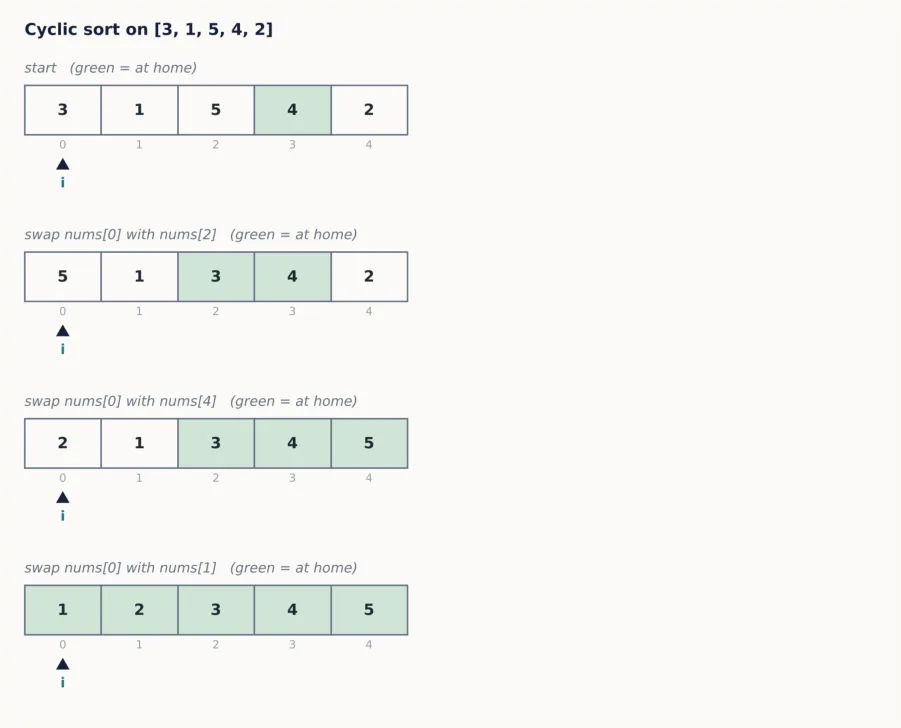 Cyclic sort on [3, 1, 5, 4, 2]
start (green = at home)
3 1 5 4 2
0 1 2 3 4
i
swap nums[0] with nums[2] (green = at home)
5 1 3 4 2
0 1 2 3 4
i
swap nums[0] with nums[4] (green = at home)
2 1 3 4 5
0 1 2 3 4
i
swap nums[0] with nums[1] (green = at home)
1 2 3 4 5
0 1 2 3 4
i